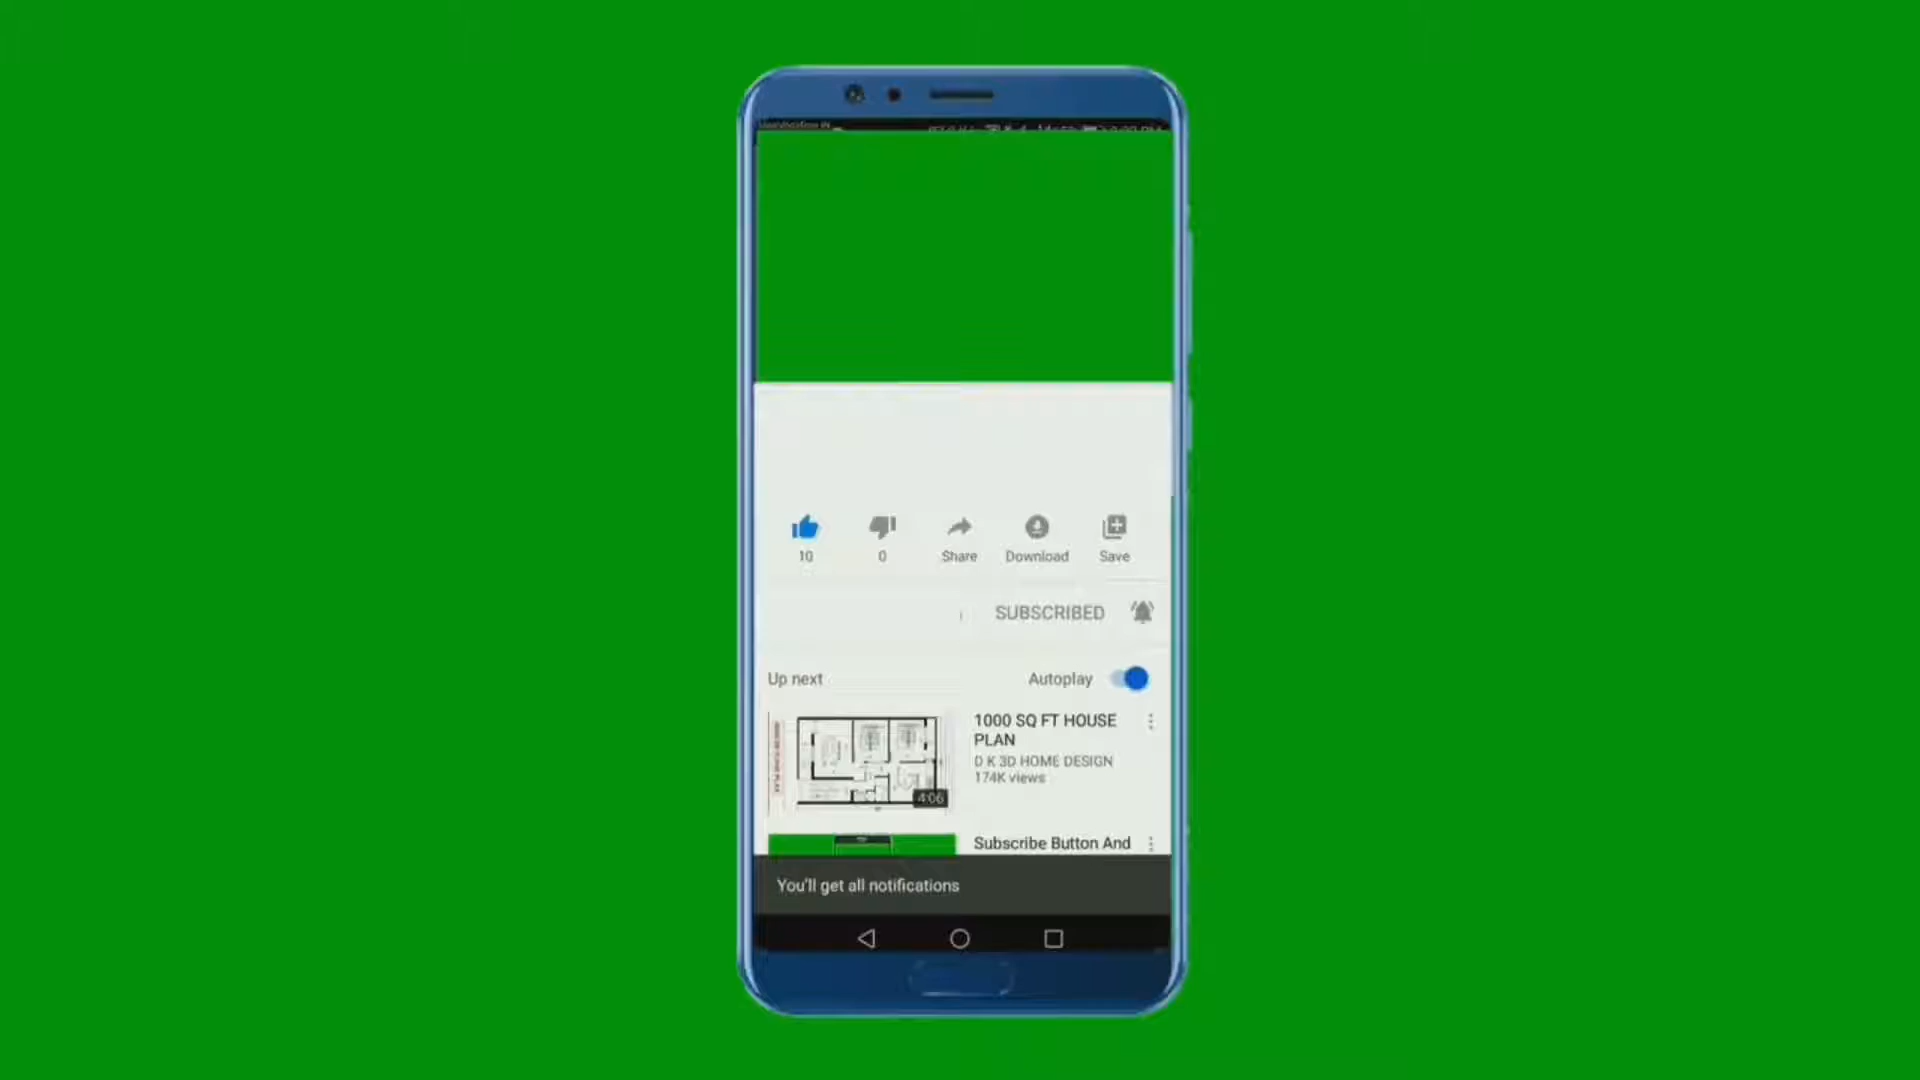 10
0
Share
Download
Save
SUBSCRIBED
Up next
Autoplay
1000 SQ FT HOUSE
PLAN
D K 3D HOME DESIGN
174K views
4:06
Subscribe Button And
You'll get all notifications